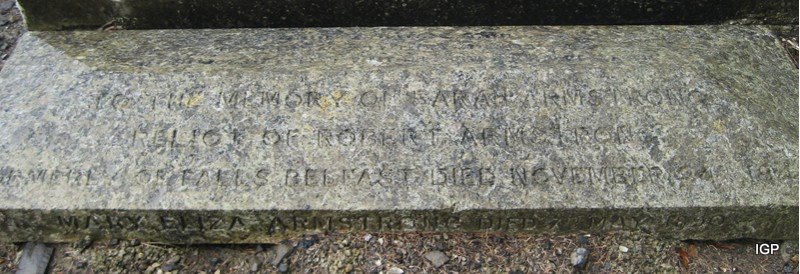 TO THE MEMORY OF SARAH ARMSTRONG
RELICT OF ROBERT ARMSTRONG
OF FALLS BELFAST DIED NOVEMBER
MARY ELIZA ARMSTRONG DIED MAY
IGP